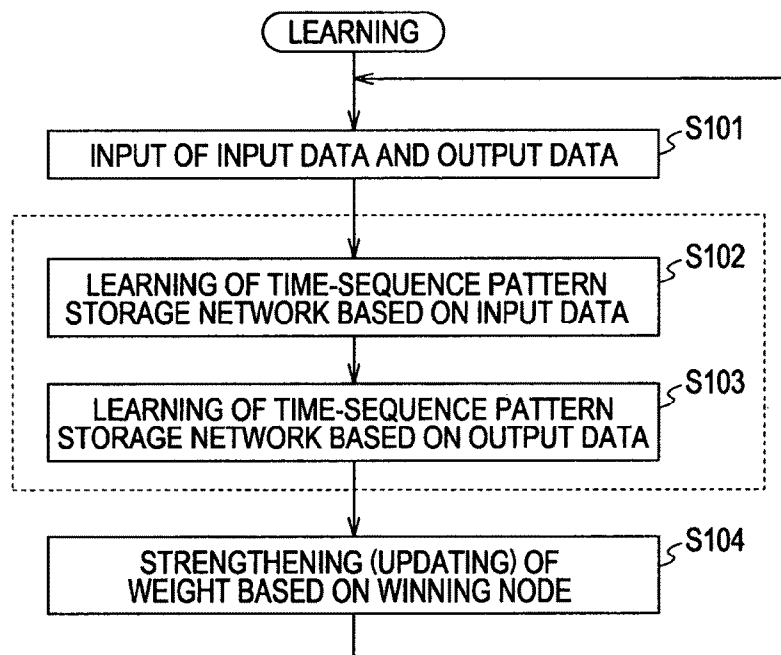 LEARNING
S101
INPUT OF INPUT DATA AND OUTPUT DATA
S102
LEARNING OF TIME-SEQUENCE PATTERN
STORAGE NETWORK BASED ON INPUT DATA
S103
LEARNING OF TIME-SEQUENCE PATTERN
STORAGE NETWORK BASED ON OUTPUT DATA
S104
STRENGTHENING (UPDATING) OF
WEIGHT BASED ON WINNING NODE